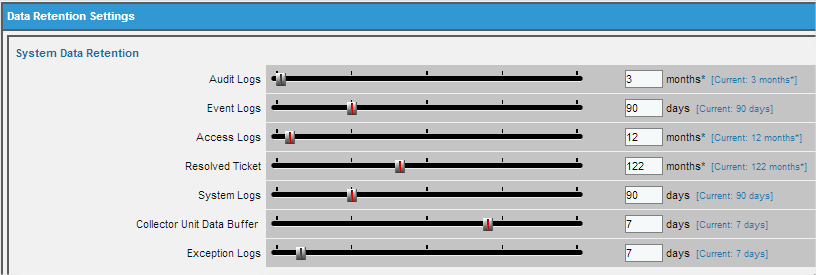 Data Retention Settings
System Data Retention
Audit Logs 3 months* [Current: 3 months*]
Event Logs 90 days [Current: 90 days]
Access Logs 12 months* [Current: 12 months*]
Resolved Ticket 122 months* [Current: 122 months*]
System Logs 90 days [Current: 90 days]
Collector Unit Data Buffer 7 days [Current: 7 days]
Exception Logs 7 days [Current: 7 days]